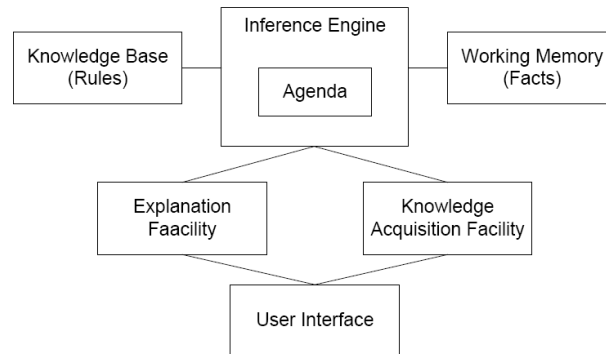 Inference Engine
Knowledge Base
(Rules)
Agenda
Working Memory
(Facts)
Explanation
Faacility
Knowledge
Acquisition Facility
User Interface